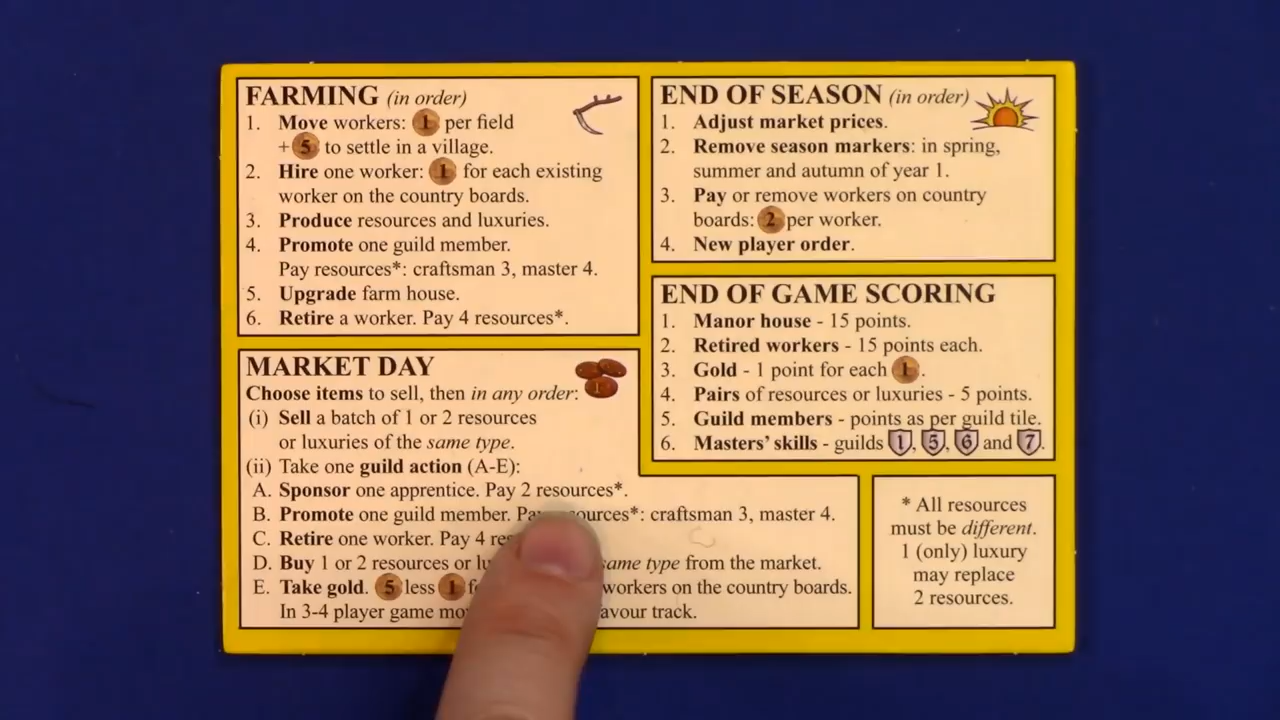 FARMING (in order)
1. Move workers: 1 per field
+ 5 to settle in a village.
2. Hire one worker: 1 for each existing
worker on the country boards.
3. Produce resources and luxuries.
4. Promote one guild member.
Pay resources*: craftsman 3, master 4.
5. Upgrade farm house.
6. Retire a worker. Pay 4 resources*.
MARKET DAY
1
Choose items to sell, then in any order:
(i) Sell a batch of 1 or 2 resources
or luxuries of the same type.
(ii) Take one guild action (A-E):
A. Sponsor one apprentice. Pay 2 resources*.
B. Promote one guild member. Pay resources*: craftsman 3, master 4.
C. Retire one worker. Pay 4
D. Buy 1 or 2 resources or same type from the market.
E. Take gold. 5 less 1 workers on the country boards.
In 3-4 player game track.
END OF SEASON (in order)
1. Adjust market prices.
2. Remove season markers: in spring,
summer and autumn of year 1.
3. Pay or remove workers on country
boards: 2 per worker.
4. New player order.
END OF GAME SCORING
1. Manor house - 15 points.
2. Retired workers - 15 points each.
3. Gold - 1 point for each 1.
4. Pairs of resources or luxuries - 5 points.
5. Guild members - points as per guild tile.
6. Masters' skills - guilds 1, 5, 6 and 7.
* All resources
must be different.
1 (only) luxury
may replace
2 resources.